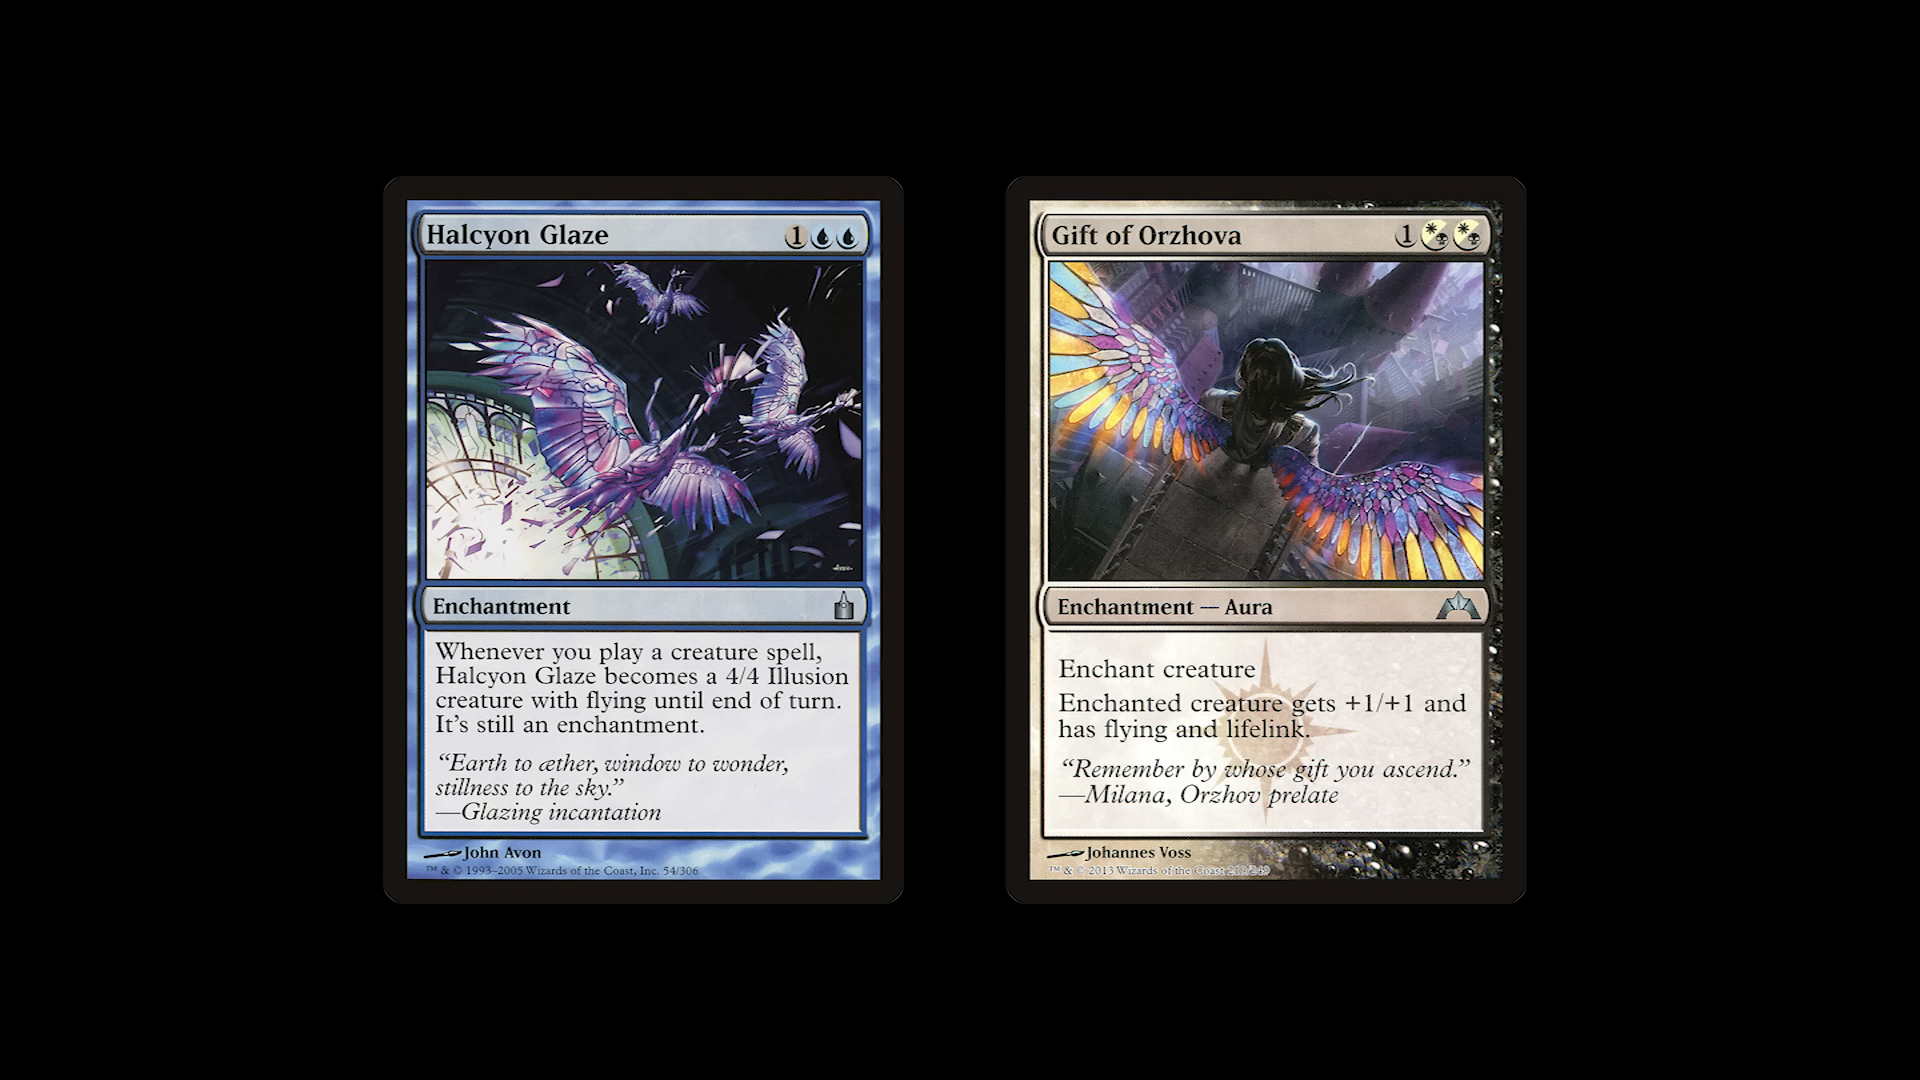 Halcyon Glaze 1
Enchantment
Whenever you play a creature spell,
Halcyon Glaze becomes a 4/4 Illusion
creature with flying until end of turn.
It's still an enchantment.
“Earth to æther, window to wonder,
stillness to the sky.”
—Glazing incantation
John Avon
™ & © 1993–2005 Wizards of the Coast, Inc. 54/306
Gift of Orzhova 1
Enchantment — Aura
Enchant creature
Enchanted creature gets +1/+1 and
has flying and lifelink.
“Remember by whose gift you ascend.”
—Milana, Orzhov prelate
Johannes Voss
™ & © 2013 Wizards of the Coast